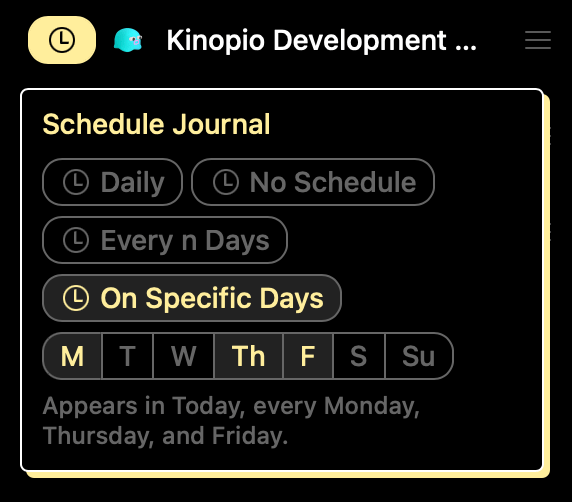 Kinopio Development ...
Schedule Journal
Daily No Schedule
Every n Days
On Specific Days
M T W Th F S Su
Appears in Today, every Monday,
Thursday, and Friday.